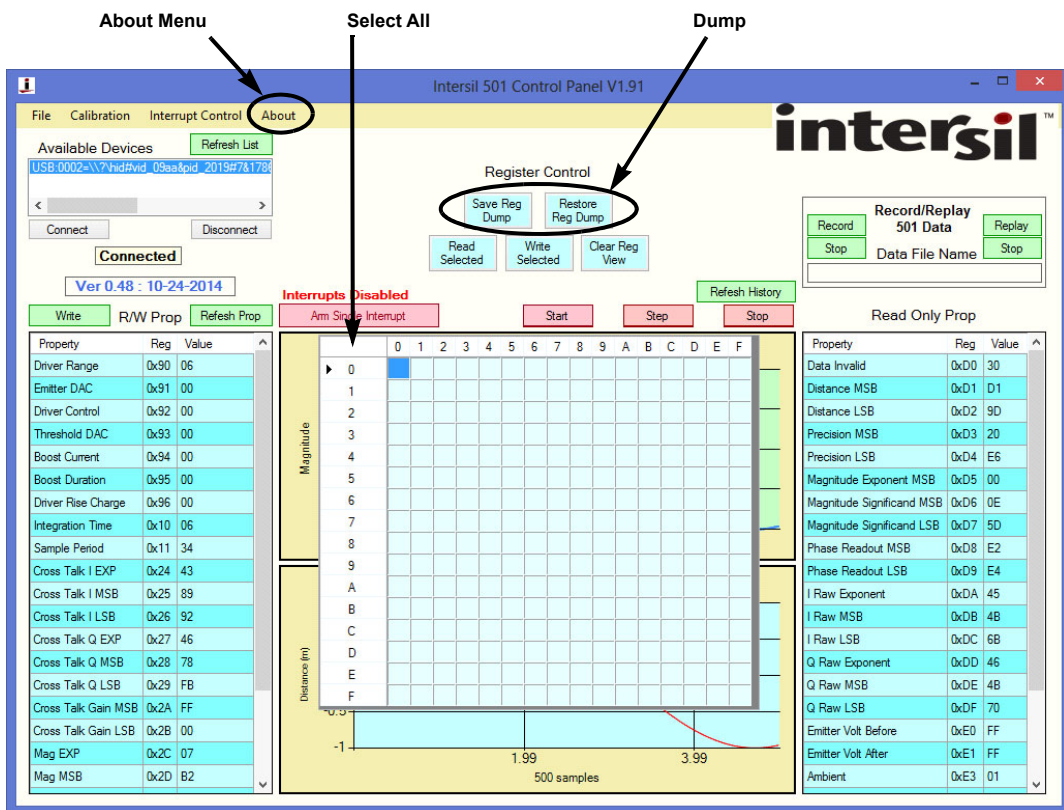 About Menu
Select All
Dump
Intersil 501 Control Panel V1.91
File Calibration Interrupt Control About
intersil™
Available Devices
Refresh List
USB:0002=\\?\hid#vid_09aa&pid_2019#7&178
Connect
Disconnect
Connected
Ver 0.48 : 10-24-2014
Register Control
Save Reg Dump
Restore Reg Dump
Read Selected
Write Selected
Clear Reg View
Record/Replay 501 Data
Record
Replay
Stop
Data File Name
Stop
Interrupts Disabled
Refesh History
Write
R/W Prop
Refesh Prop
Arm Single Interrupt
Start
Step
Stop
Read Only Prop
Property Reg Value
Driver Range 0x90 06
Emitter DAC 0x91 00
Driver Control 0x92 00
Threshold DAC 0x93 00
Boost Current 0x94 00
Boost Duration 0x95 00
Driver Rise Charge 0x96 00
Integration Time 0x10 06
Sample Period 0x11 34
Cross Talk I EXP 0x24 43
Cross Talk I MSB 0x25 89
Cross Talk I LSB 0x26 92
Cross Talk Q EXP 0x27 46
Cross Talk Q MSB 0x28 78
Cross Talk Q LSB 0x29 FB
Cross Talk Gain MSB 0x2A FF
Cross Talk Gain LSB 0x2B 00
Mag EXP 0x2C 07
Mag MSB 0x2D B2
Magnitude
Distance (m)
0 1 2 3 4 5 6 7 8 9 A B C D E F
0
1
2
3
4
5
6
7
8
9
A
B
C
D
E
F
-0.5
-1
1.99 3.99
500 samples
Property Reg Value
Data Invalid 0xD0 30
Distance MSB 0xD1 D1
Distance LSB 0xD2 9D
Precision MSB 0xD3 20
Precision LSB 0xD4 E6
Magnitude Exponent MSB 0xD5 00
Magnitude Significand MSB 0xD6 0E
Magnitude Significand LSB 0xD7 5D
Phase Readout MSB 0xD8 E2
Phase Readout LSB 0xD9 E4
I Raw Exponent 0xDA 45
I Raw MSB 0xDB 4B
I Raw LSB 0xDC 6B
Q Raw Exponent 0xDD 46
Q Raw MSB 0xDE 4B
Q Raw LSB 0xDF 70
Emitter Volt Before 0xE0 FF
Emitter Volt After 0xE1 FF
Ambient 0xE3 01